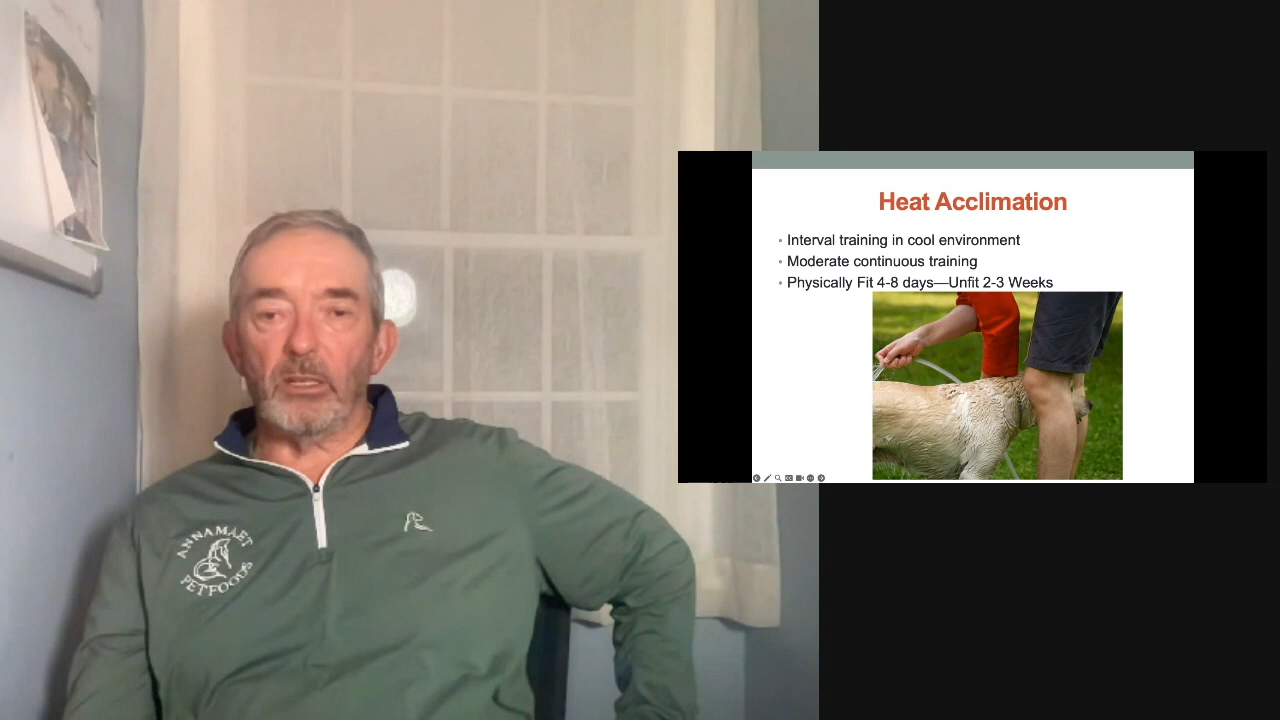 Heat Acclimation
• Interval training in cool environment
• Moderate continuous training
• Physically Fit 4-8 days—Unfit 2-3 Weeks
ANNAMAET
PETFOODS